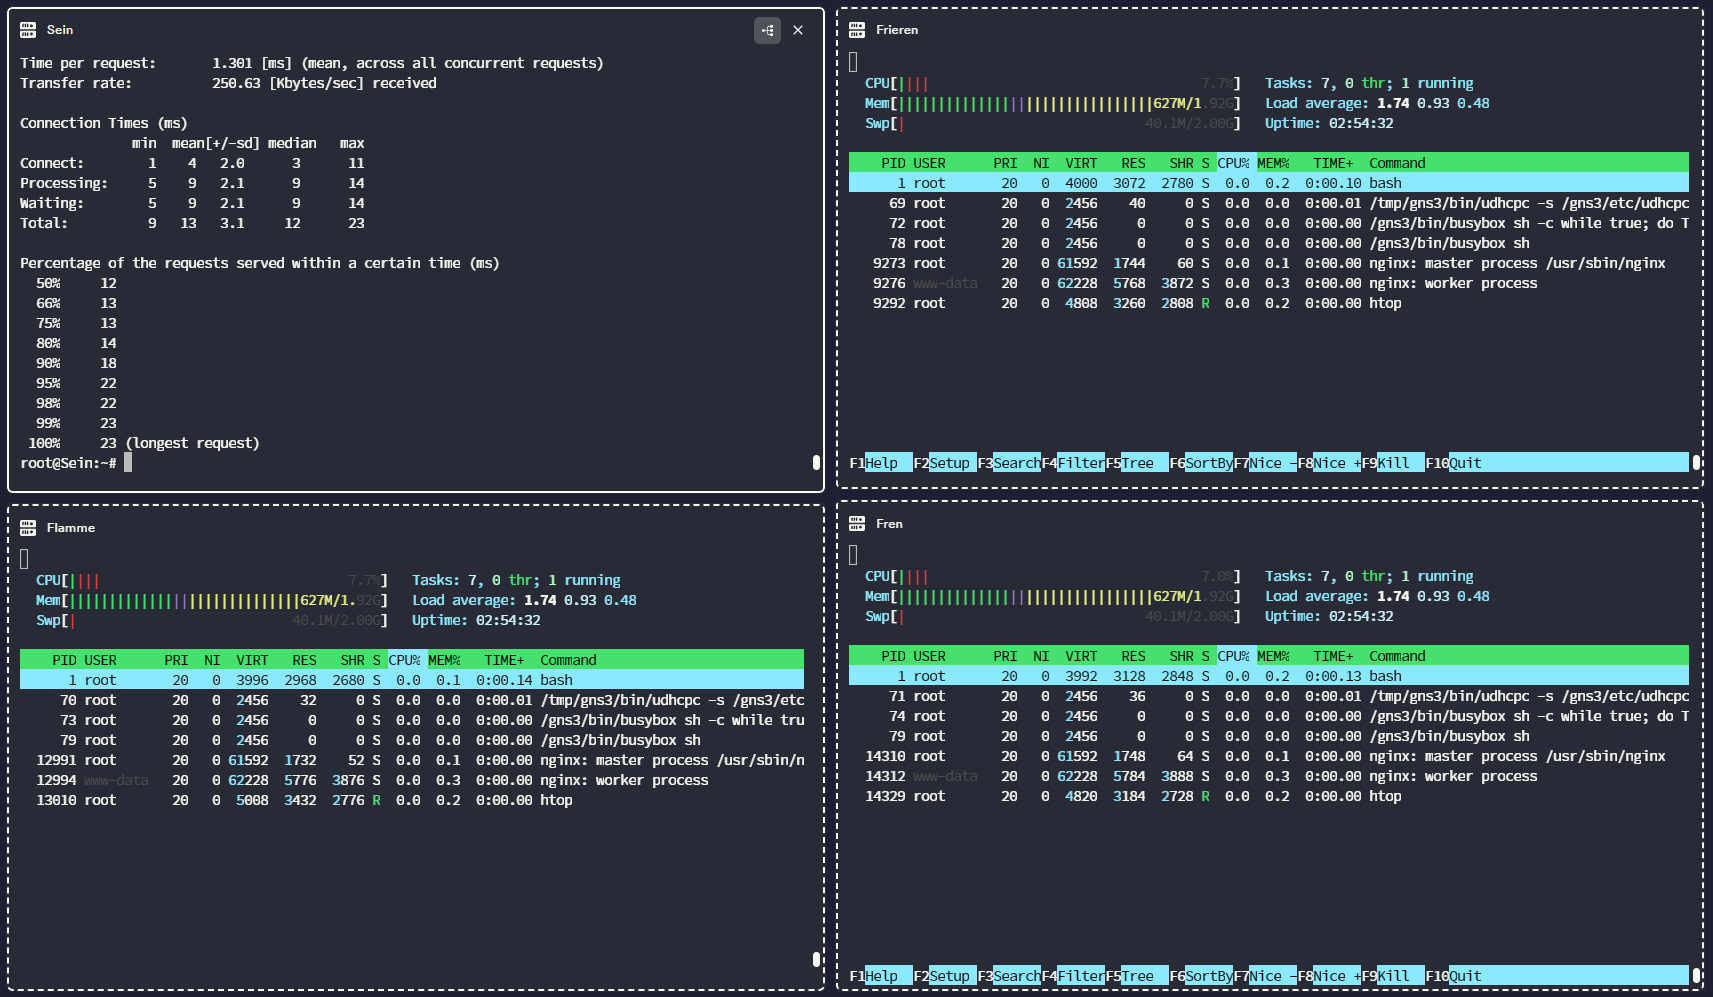 Sein
Time per request:       1.301 [ms] (mean, across all concurrent requests)
Transfer rate:          250.63 [Kbytes/sec] received
Connection Times (ms)
              min  mean[+/-sd] median   max
Connect:        1    4   2.0      3      11
Processing:     5    9   2.1      9      14
Waiting:        5    9   2.1      9      14
Total:          9   13   3.1     12      23
Percentage of the requests served within a certain time (ms)
  50%     12
  66%     13
  75%     13
  80%     14
  90%     18
  95%     22
  98%     22
  99%     23
 100%     23 (longest request)
root@Sein:~#
Frieren
CPU[||||                                  7.7%]   Tasks: 7, 0 thr; 1 running
Mem[||||||||||||||||||||||||||||||||627M/1.92G]   Load average: 1.74 0.93 0.48
Swp[|                              40.1M/2.00G]   Uptime: 02:54:32
PID USER      PRI  NI  VIRT   RES   SHR S CPU% MEM%   TIME+  Command
1 root       20   0  4000  3072  2780 S  0.0  0.2  0:00.10 bash
69 root       20   0  2456    40     0 S  0.0  0.0  0:00.01 /tmp/gns3/bin/udhcpc -s /gns3/etc/udhcpc
72 root       20   0  2456     0     0 S  0.0  0.0  0:00.00 /gns3/bin/busybox sh -c while true; do T
78 root       20   0  2456     0     0 S  0.0  0.0  0:00.00 /gns3/bin/busybox sh
9273 root       20   0 61592  1744    60 S  0.0  0.1  0:00.00 nginx: master process /usr/sbin/nginx
9276 www-data   20   0 62228  5768  3872 S  0.0  0.3  0:00.00 nginx: worker process
9292 root       20   0  4808  3260  2808 R  0.0  0.2  0:00.00 htop
F1Help  F2Setup F3SearchF4FilterF5Tree  F6SortByF7Nice -F8Nice +F9Kill  F10Quit
Flamme
CPU[||||                               7.7%]   Tasks: 7, 0 thr; 1 running
Mem[|||||||||||||||||||||||||||||627M/1.92G]   Load average: 1.74 0.93 0.48
Swp[|                           40.1M/2.00G]   Uptime: 02:54:32
PID USER      PRI  NI  VIRT   RES   SHR S CPU% MEM%   TIME+  Command
1 root       20   0  3996  2968  2680 S  0.0  0.1  0:00.14 bash
70 root       20   0  2456    32     0 S  0.0  0.0  0:00.01 /tmp/gns3/bin/udhcpc -s /gns3/etc
73 root       20   0  2456     0     0 S  0.0  0.0  0:00.00 /gns3/bin/busybox sh -c while tru
79 root       20   0  2456     0     0 S  0.0  0.0  0:00.00 /gns3/bin/busybox sh
12991 root       20   0 61592  1732    52 S  0.0  0.1  0:00.00 nginx: master process /usr/sbin/n
12994 www-data   20   0 62228  5776  3876 S  0.0  0.3  0:00.00 nginx: worker process
13010 root       20   0  5008  3432  2776 R  0.0  0.2  0:00.00 htop
Fren
CPU[||||                                  7.0%]   Tasks: 7, 0 thr; 1 running
Mem[||||||||||||||||||||||||||||||||627M/1.92G]   Load average: 1.74 0.93 0.48
Swp[|                              40.1M/2.00G]   Uptime: 02:54:32
PID USER      PRI  NI  VIRT   RES   SHR S CPU% MEM%   TIME+  Command
1 root       20   0  3992  3128  2848 S  0.0  0.2  0:00.13 bash
71 root       20   0  2456    36     0 S  0.0  0.0  0:00.01 /tmp/gns3/bin/udhcpc -s /gns3/etc/udhcpc
74 root       20   0  2456     0     0 S  0.0  0.0  0:00.00 /gns3/bin/busybox sh -c while true; do T
79 root       20   0  2456     0     0 S  0.0  0.0  0:00.00 /gns3/bin/busybox sh
14310 root       20   0 61592  1748    64 S  0.0  0.1  0:00.00 nginx: master process /usr/sbin/nginx
14312 www-data   20   0 62228  5784  3888 S  0.0  0.3  0:00.00 nginx: worker process
14329 root       20   0  4820  3184  2728 R  0.0  0.2  0:00.00 htop
F1Help  F2Setup F3SearchF4FilterF5Tree  F6SortByF7Nice -F8Nice +F9Kill  F10Quit